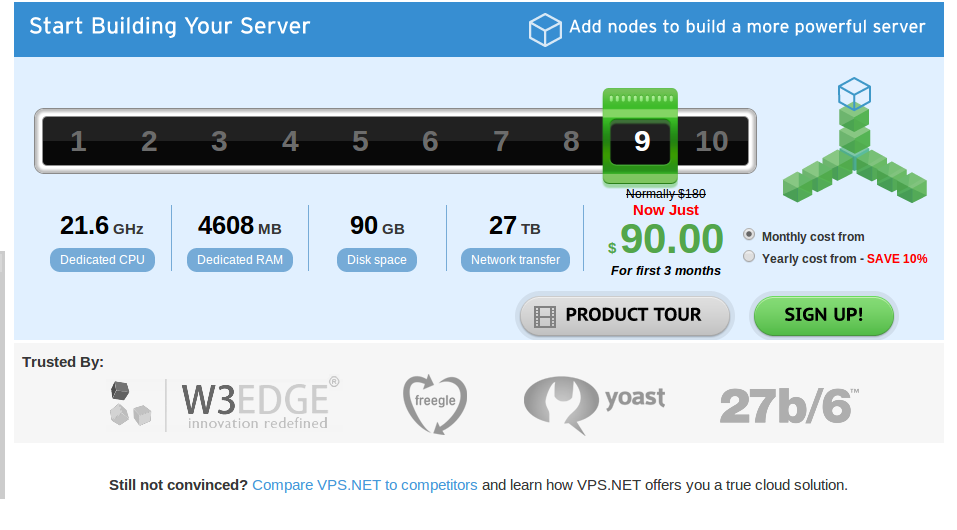 Start Building Your Server
Add nodes to build a more powerful server
1 2 3 4 5 6 7 8 9 10
Normally $180
Now Just
$ 90.00
For first 3 months
21.6 GHz
Dedicated CPU
4608 MB
Dedicated RAM
90 GB
Disk space
27 TB
Network transfer
Monthly cost from
Yearly cost from - SAVE 10%
PRODUCT TOUR
SIGN UP!
Trusted By:
W3EDGE®
innovation redefined
freegle
yoast
27b/6™
Still not convinced? Compare VPS.NET to competitors and learn how VPS.NET offers you a true cloud solution.